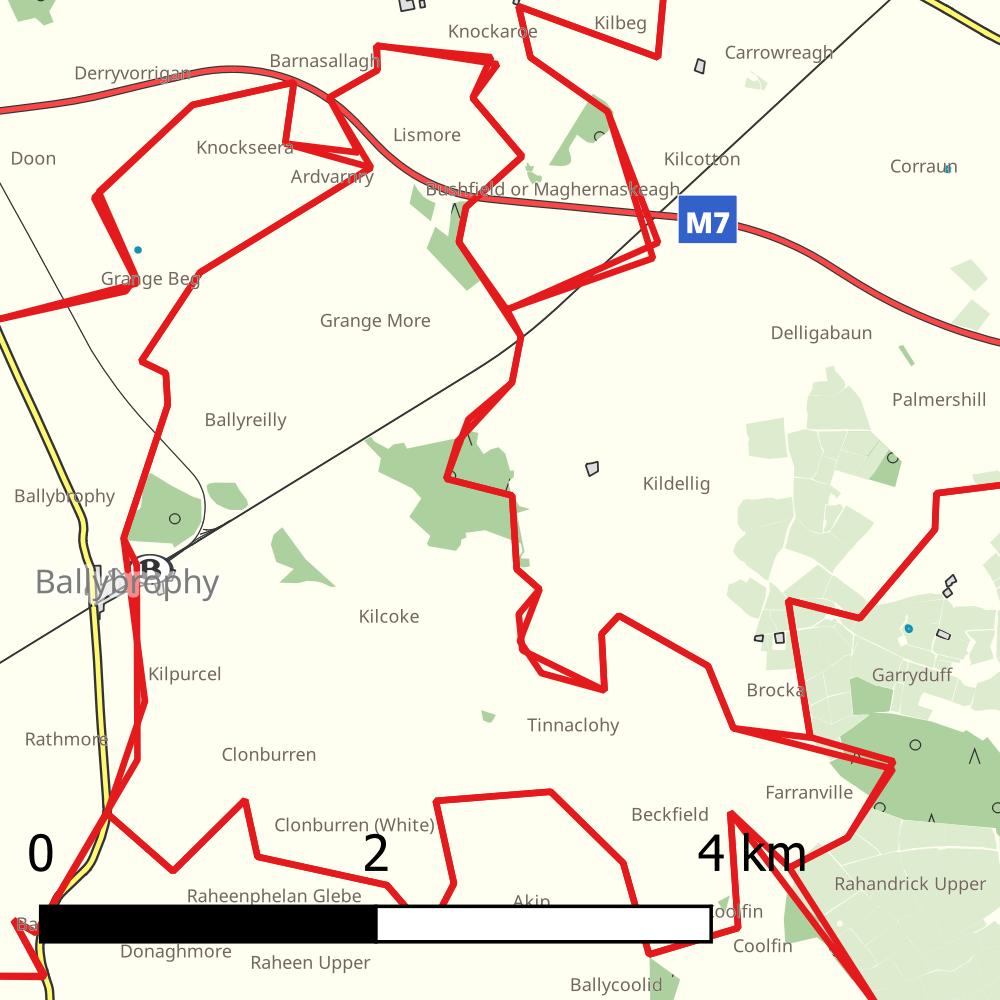 Kilbeg
Knockaroe
Carrowreagh
Barnasallagh
Derryvorrigan
Lismore
Knockseera
Doon
Kilcotton
Corraun
Ardvarney
Bushfield or Maghernaskeagh
M7
Grange Beg
Grange More
Delligabaun
Palmershill
Ballyreilly
Kildellig
Ballybrophy
B
Ballybrophy
Kilcoke
Kilpurcel
Garryduff
Brocka
Tinnaclohy
Rathmore
Clonburren
Farranville
Beckfield
Clonburren (White)
0 2 4 km
Rahandrick Upper
Raheenphelan Glebe
Akip
Coolfin
Donaghmore
Coolfin
Raheen Upper
Ballycoolid